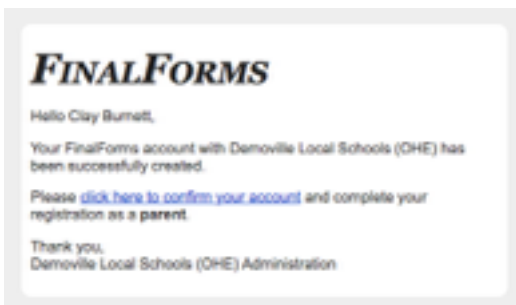 FINALFORMS
Hello Clay Burnett,
Your FinalForms account with Demoville Local Schools (OHE) has
been successfully created.
Please click here to confirm your account and complete your
registration as a parent.
Thank you,
Demoville Local Schools (OHE) Administration